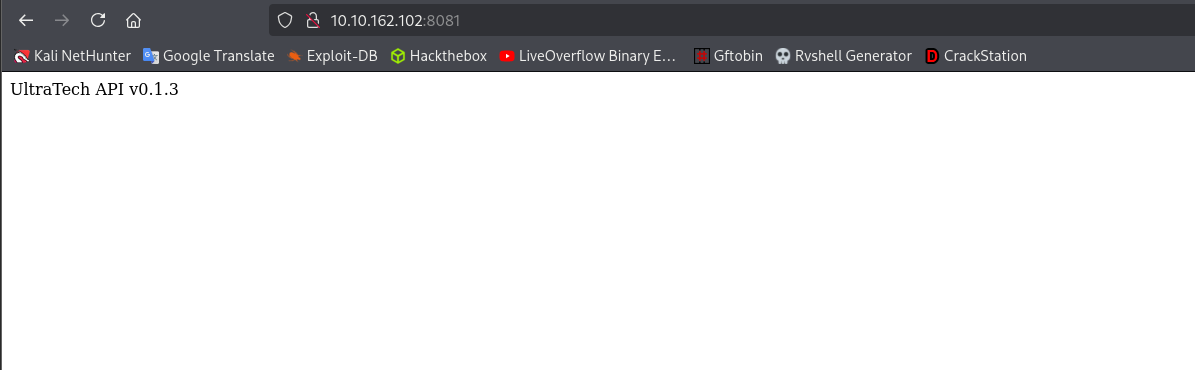 10.10.162.102:8081
Kali NetHunter Google Translate Exploit-DB Hackthebox LiveOverflow Binary E... Gftobin Rvshell Generator CrackStation
UltraTech API v0.1.3